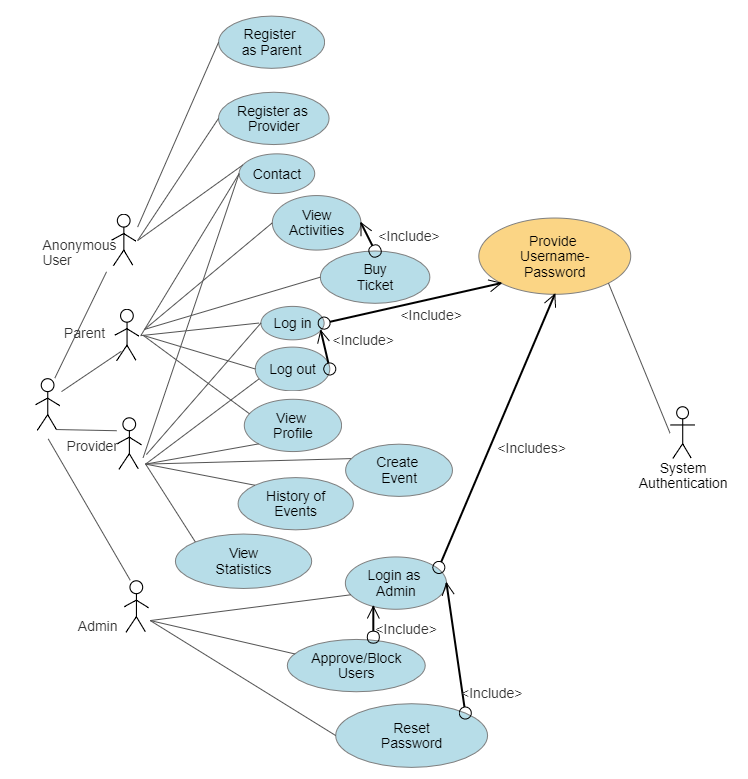 Register
as Parent
Register as
Provider
Contact
View
Activities
<Include>
Provide
Username-
Password
Anonymous
User
Buy
Ticket
Parent
Log in
<Include>
<Include>
Log out
View
Profile
Provider
<Includes>
Create
Event
System
Authentication
History of
Events
View
Statistics
Login as
Admin
Admin
<Include>
Approve/Block
Users
<Include>
Reset
Password